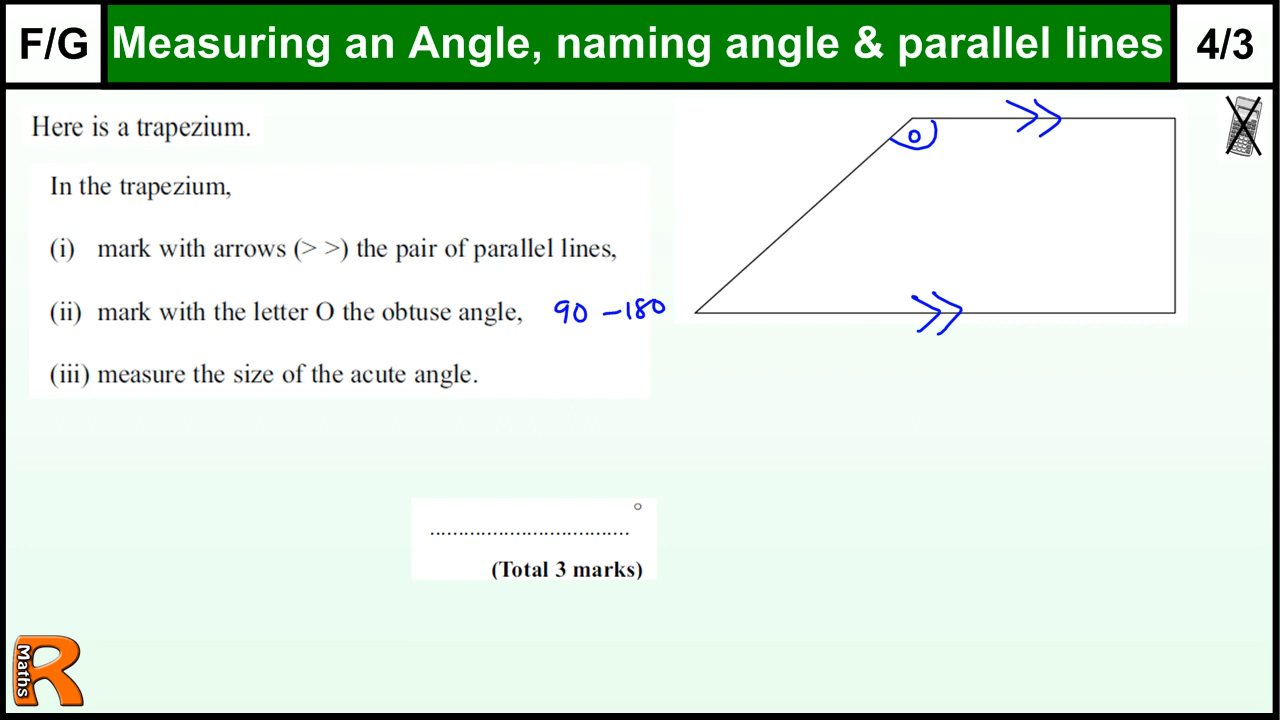 F/G Measuring an Angle, naming angle & parallel lines 4/3
Here is a trapezium.
In the trapezium,
(i) mark with arrows (> >) the pair of parallel lines,
(ii) mark with the letter O the obtuse angle, 90 - 180
(iii) measure the size of the acute angle.
O
.................................. °
(Total 3 marks)
R Maths